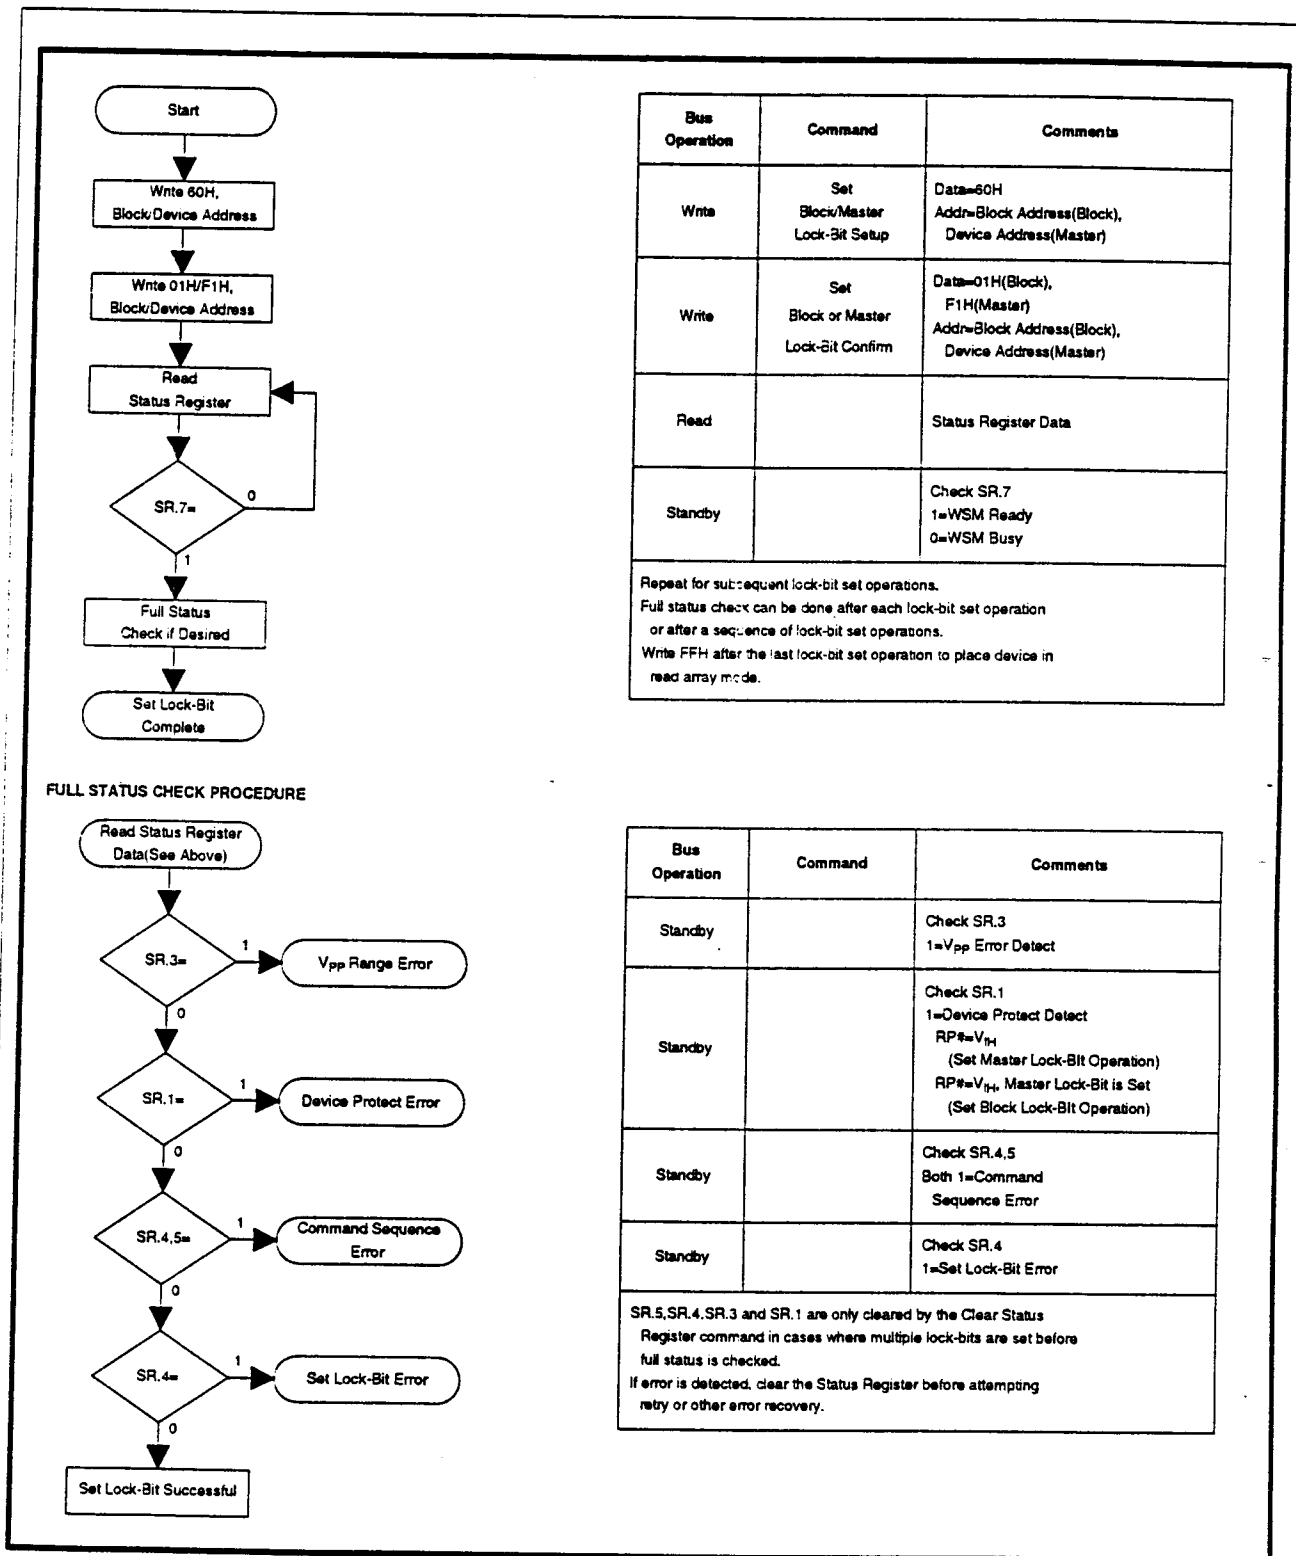 Start
Write 60H,
Block/Device Address
Write 01H/F1H,
Block/Device Address
Read
Status Register
SR.7=
0
1
Full Status
Check if Desired
Set Lock-Bit
Complete
Bus
Operation
Command
Comments
Write
Set
Block/Master
Lock-Bit Setup
Data=60H
Addr=Block Address(Block),
Device Address(Master)
Write
Set
Block or Master
Lock-Bit Confirm
Data=01H(Block),
F1H(Master)
Addr=Block Address(Block),
Device Address(Master)
Read
Status Register Data
Standby
Check SR.7
1=WSM Ready
0=WSM Busy
Repeat for subsequent lock-bit set operations.
Full status check can be done after each lock-bit set operation
or after a sequence of lock-bit set operations.
Write FFH after the last lock-bit set operation to place device in
read array mode.
FULL STATUS CHECK PROCEDURE
Read Status Register
Data(See Above)
SR.3=
1
VPP Range Error
0
SR.1=
1
Device Protect Error
0
SR.4,5=
1
Command Sequence
Error
0
SR.4=
1
Set Lock-Bit Error
0
Set Lock-Bit Successful
Bus
Operation
Command
Comments
Standby
Check SR.3
1=VPP Error Detect
Standby
Check SR.1
1=Device Protect Detect
RP#=VIH
(Set Master Lock-Bit Operation)
RP#=VIH, Master Lock-Bit is Set
(Set Block Lock-Bit Operation)
Standby
Check SR.4,5
Both 1=Command
Sequence Error
Standby
Check SR.4
1=Set Lock-Bit Error
SR.5,SR.4,SR.3 and SR.1 are only cleared by the Clear Status
Register command in cases where multiple lock-bits are set before
full status is checked.
If error is detected, clear the Status Register before attempting
retry or other error recovery.